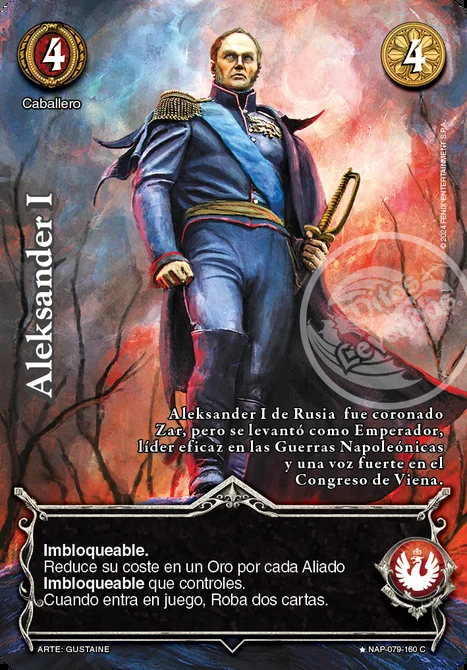 4
4
Caballero
© 2024 FENIX ENTERTAINMENT S.P.A.
Aleksander I
Aleksander I de Rusia fue coronado
Zar, pero se levantó como Emperador,
líder eficaz en las Guerras Napoleónicas
y una voz fuerte en el
Congreso de Viena.
Imbloqueable.
Reduce su coste en un Oro por cada Aliado
Imbloqueable que controles.
Cuando entra en juego, Roba dos cartas.
ARTE: GUSTAINE
★ NAP-079-160 C